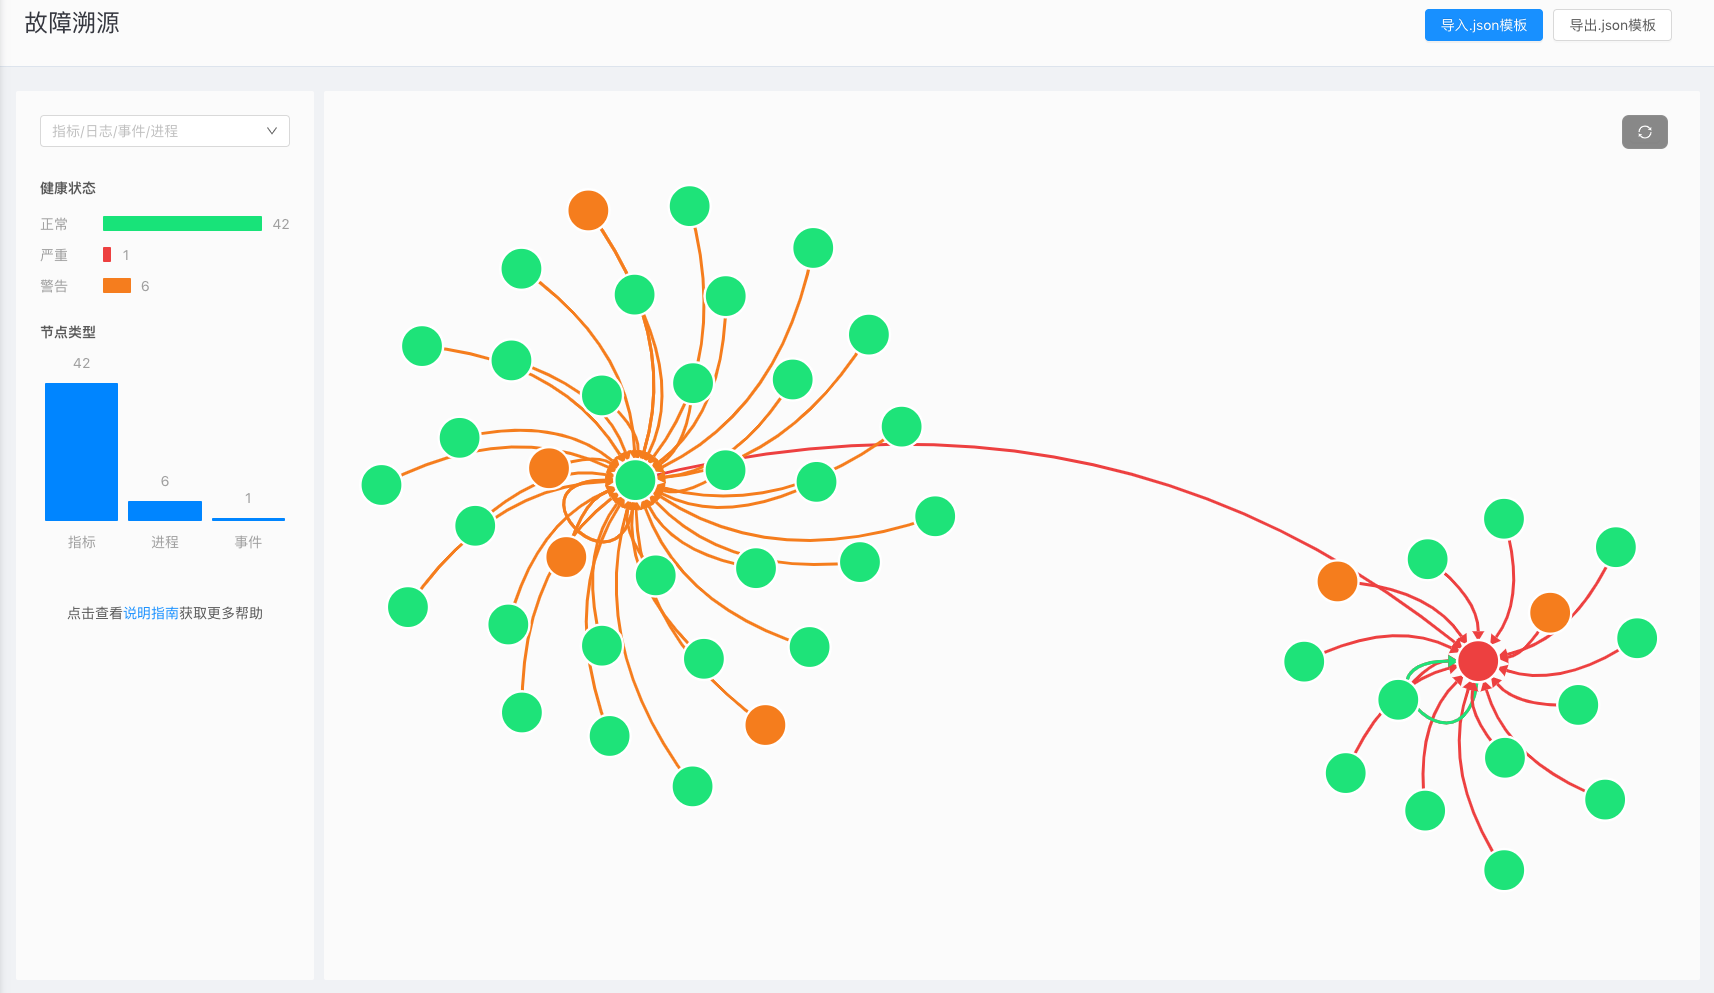 故障溯源
导入.json模板
导出.json模板
指标/日志/事件/进程
健康状态
正常 42
严重 1
警告 6
节点类型
42
6
1
指标 进程 事件
点击查看说明指南获取更多帮助